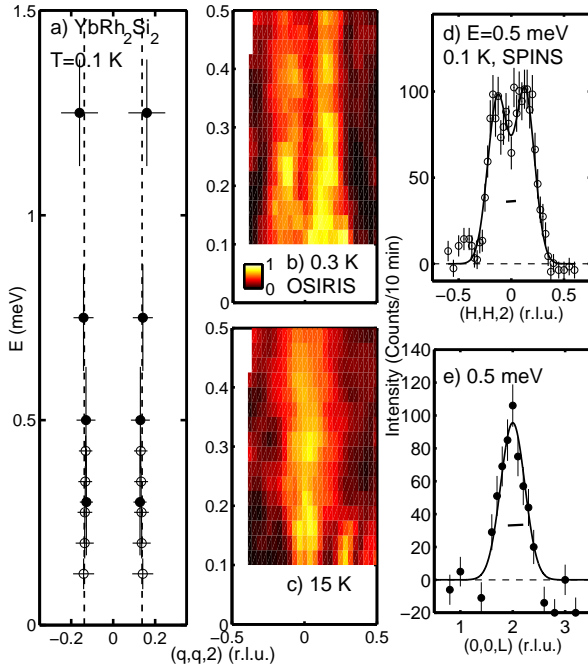 a) YbRh2Si2
T=0.1 K
1.5
1
0.5
0
E (meV)
−0.2 0 0.2
(q,q,2) (r.l.u.)
0.5
0.4
0.3
0.2
0.1
0
1
0
b) 0.3 K
OSIRIS
0.5
0.4
0.3
0.2
0.1
0
c) 15 K
−0.5 0 0.5
d) E=0.5 meV
0.1 K, SPINS
100
50
0
−0.5 0 0.5
(H,H,2) (r.l.u.)
Intensity (Counts/10 min)
e) 0.5 meV
140
120
100
80
60
40
20
0
−20
1 2 3
(0,0,L) (r.l.u.)